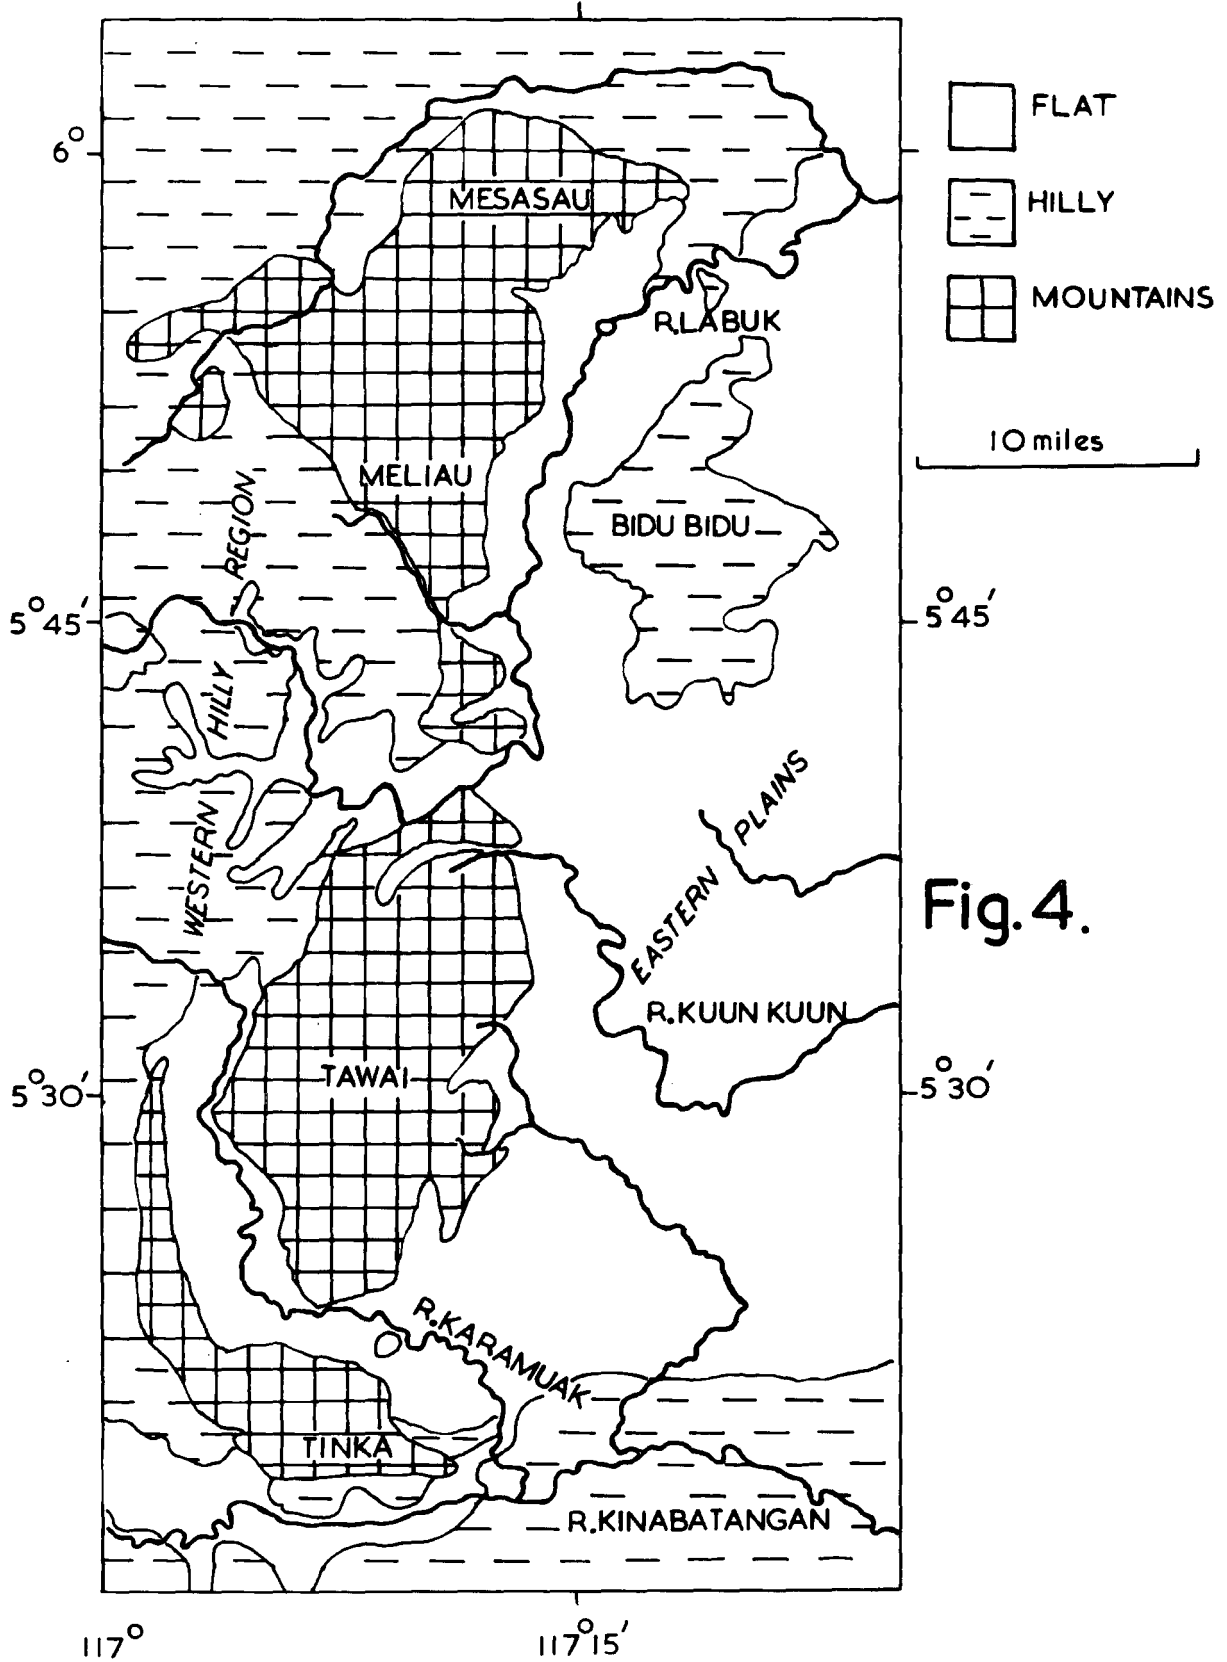 FLAT
6°
MESASAU
HILLY
MOUNTAINS
R.LABUK
10 miles
MELIAU
REGION
BIDU BIDU
5°45'
5°45'
HILLY
PLAINS
WESTERN
EASTERN
Fig.4.
R.KUUN KUUN
TAWAI
5°30'
5°30'
R.KARAMUAK
TINKA
R.KINABATANGAN
117°
117°15'